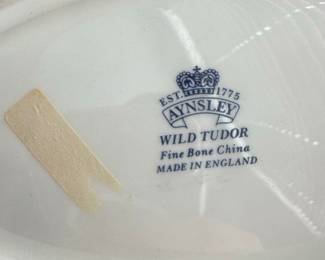 EST. 1775
AYNSLEY
WILD TUDOR
Fine Bone China
MADE IN ENGLAND